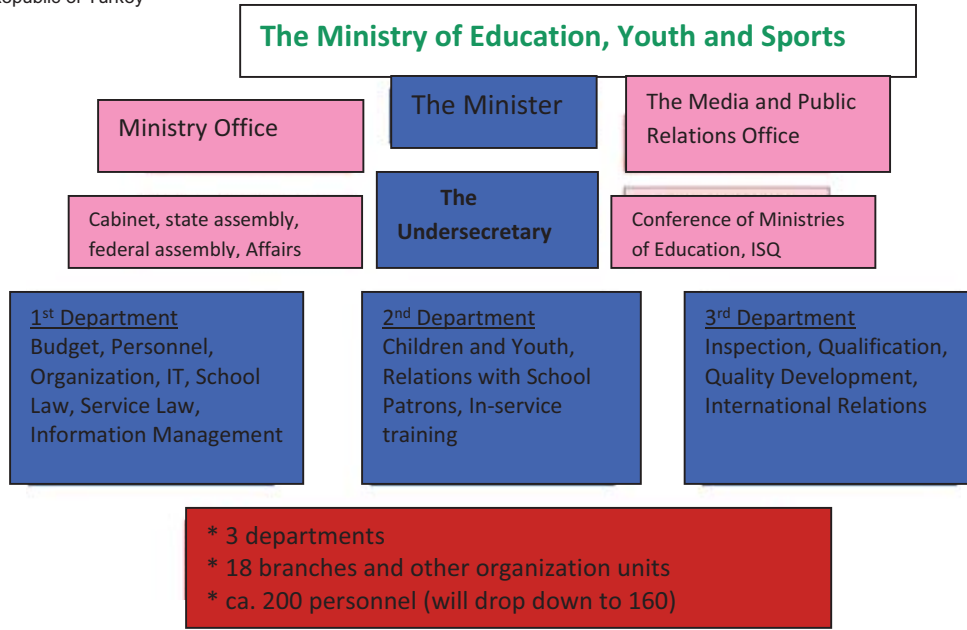 Republic of Turkey
The Ministry of Education, Youth and Sports
Ministry Office
The Minister
The Media and Public
Relations Office
Cabinet, state assembly,
federal assembly, Affairs
The
Undersecretary
Conference of Ministries
of Education, ISQ
1st Department
Budget, Personnel,
Organization, IT, School
Law, Service Law,
Information Management
2nd Department
Children and Youth,
Relations with School
Patrons, In-service
training
3rd Department
Inspection, Qualification,
Quality Development,
International Relations
* 3 departments
* 18 branches and other organization units
* ca. 200 personnel (will drop down to 160)